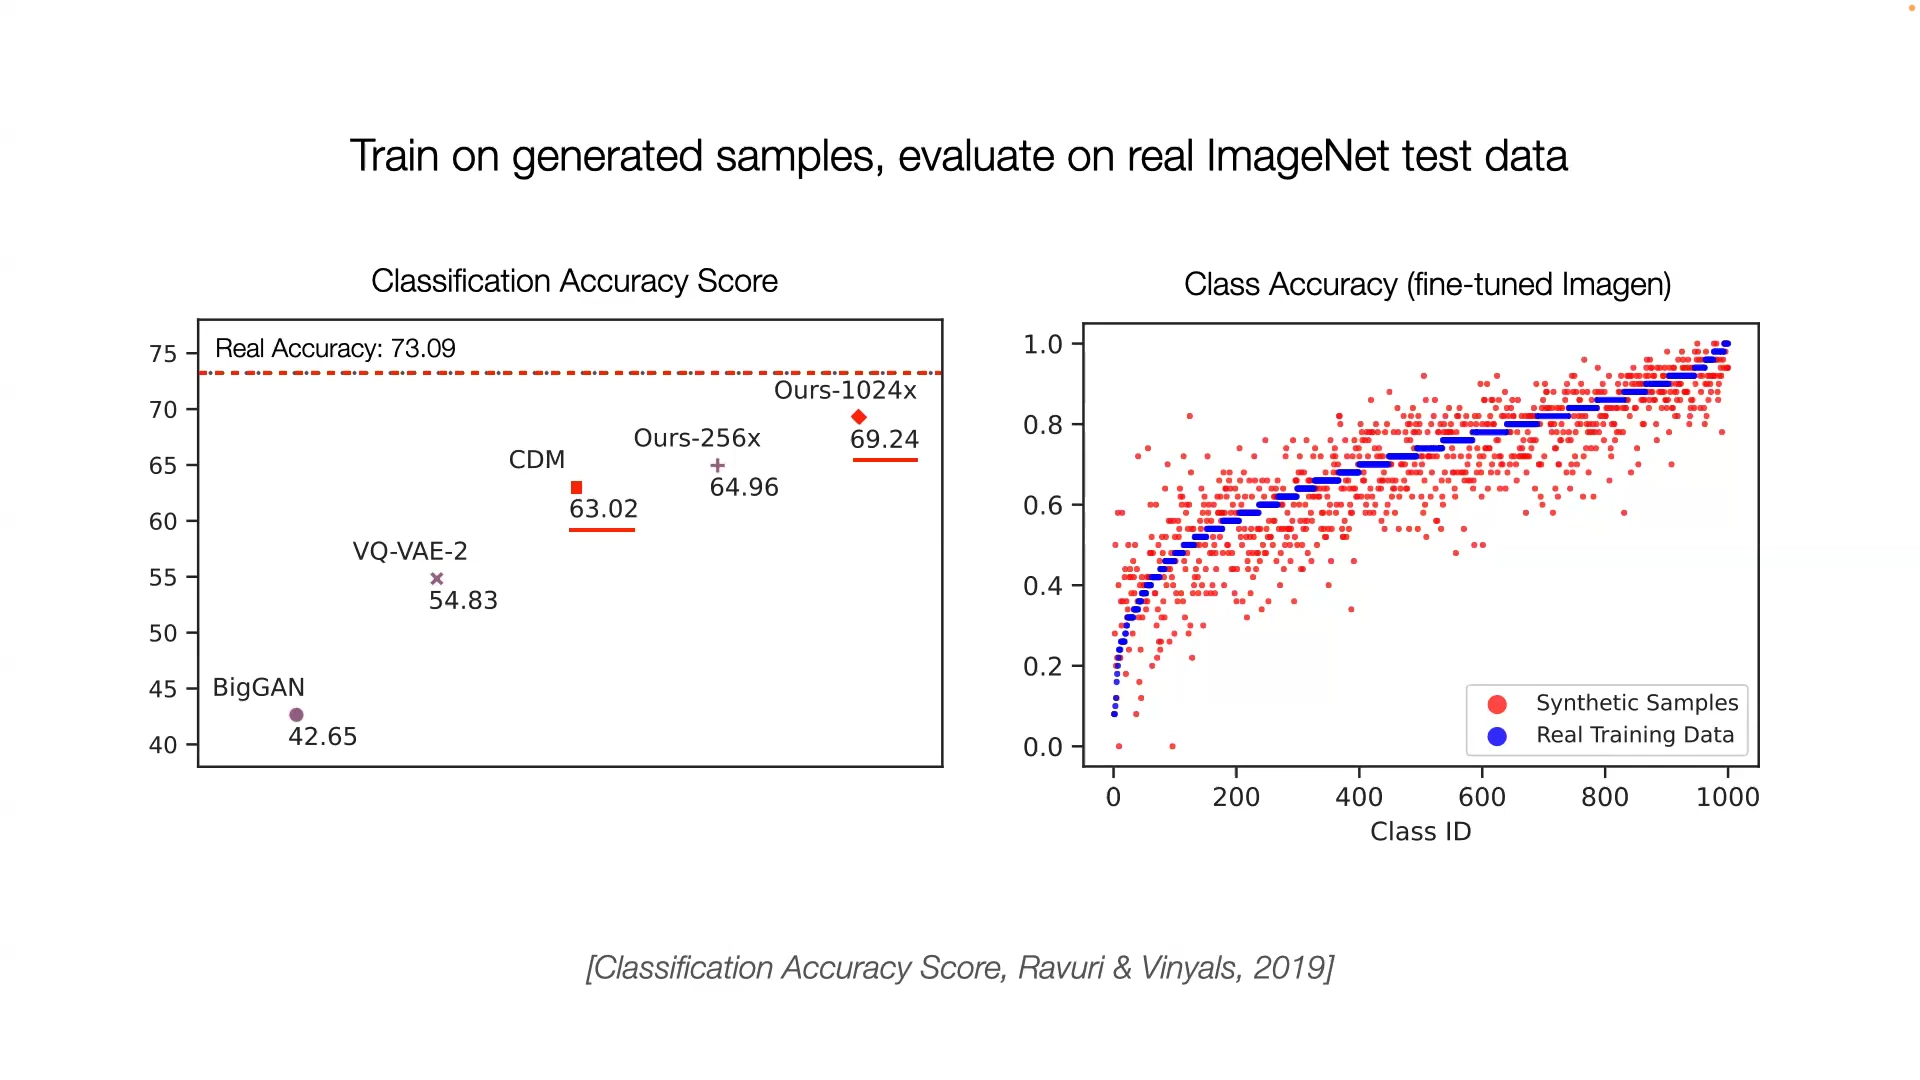 Train on generated samples, evaluate on real ImageNet test data
Classification Accuracy Score
75
70
65
60
55
50
45
40
Real Accuracy: 73.09
Ours-1024x
69.24
Ours-256x
64.96
CDM
63.02
VQ-VAE-2
54.83
BigGAN
42.65
Class Accuracy (fine-tuned Imagen)
1.0
0.8
0.6
0.4
0.2
0.0
Synthetic Samples
Real Training Data
0 200 400 600 800 1000
Class ID
[Classification Accuracy Score, Ravuri & Vinyals, 2019]